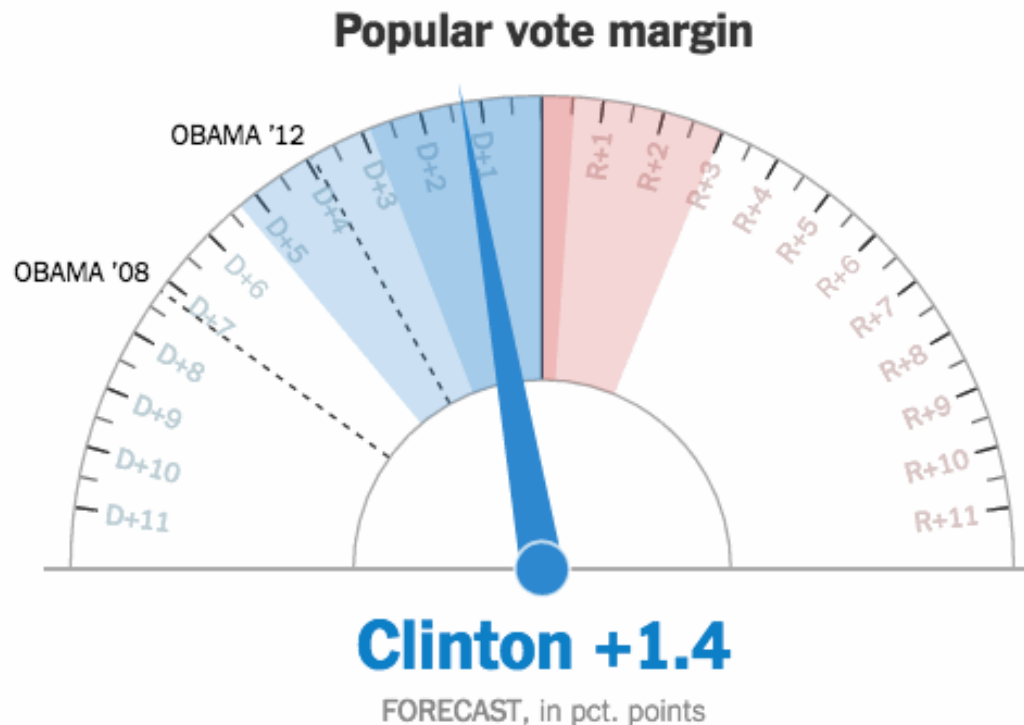 Popular vote margin
OBAMA '12
OBAMA '08
D+11
D+10
D+9
D+8
D+7
D+6
D+5
D+4
D+3
D+2
D+1
R+1
R+2
R+3
R+4
R+5
R+6
R+7
R+8
R+9
R+10
R+11
Clinton +1.4
FORECAST, in pct. points